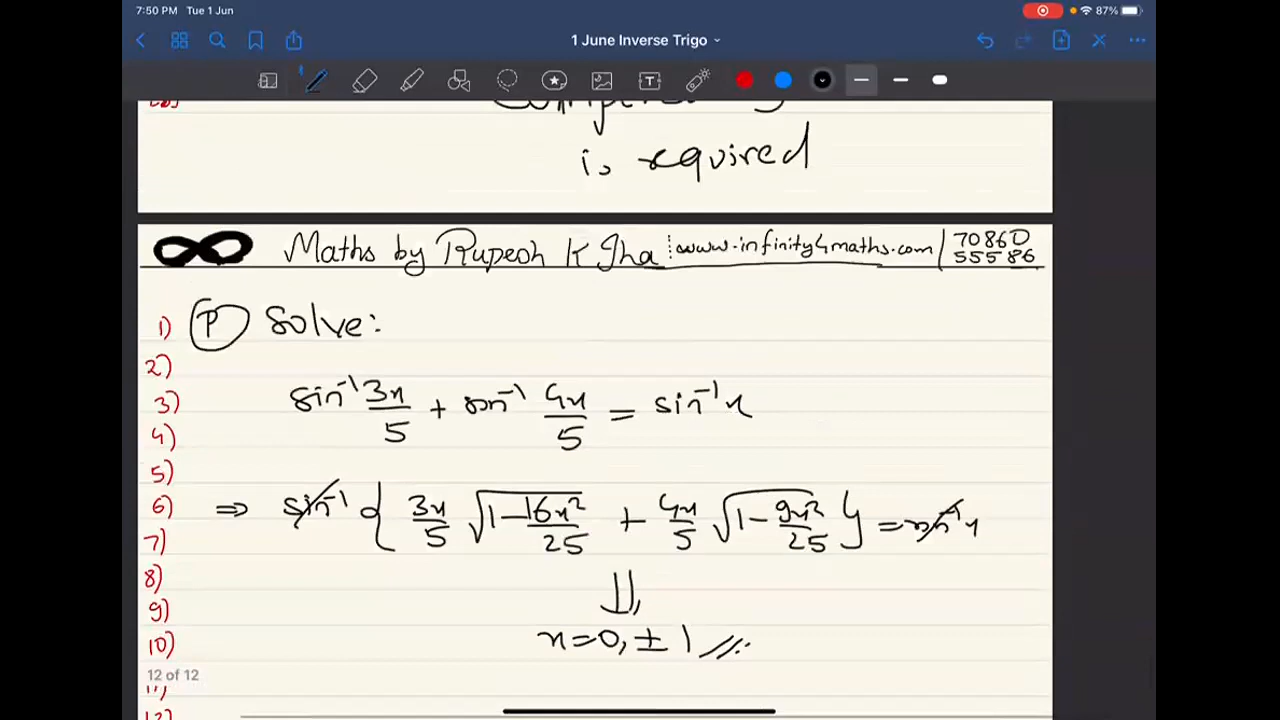 7:50 PM Tue 1 Jun
87%
1 June Inverse Trigo
is required
Maths by Rupesh K Jha
www.infinity4maths.com / 70860 55586
1) (P) Solve:
2)
3) sin⁻¹ 3x/5 + sin⁻¹ 4x/5 = sin⁻¹ x
4)
5)
6) ⇒ sin⁻¹ { 3x/5 √(1 - 16x²/25) + 4x/5 √(1 - 9x²/25) } = sin⁻¹ x
7)
8) ⇓
9)
10) x = 0, ± 1 //
12 of 12
11)